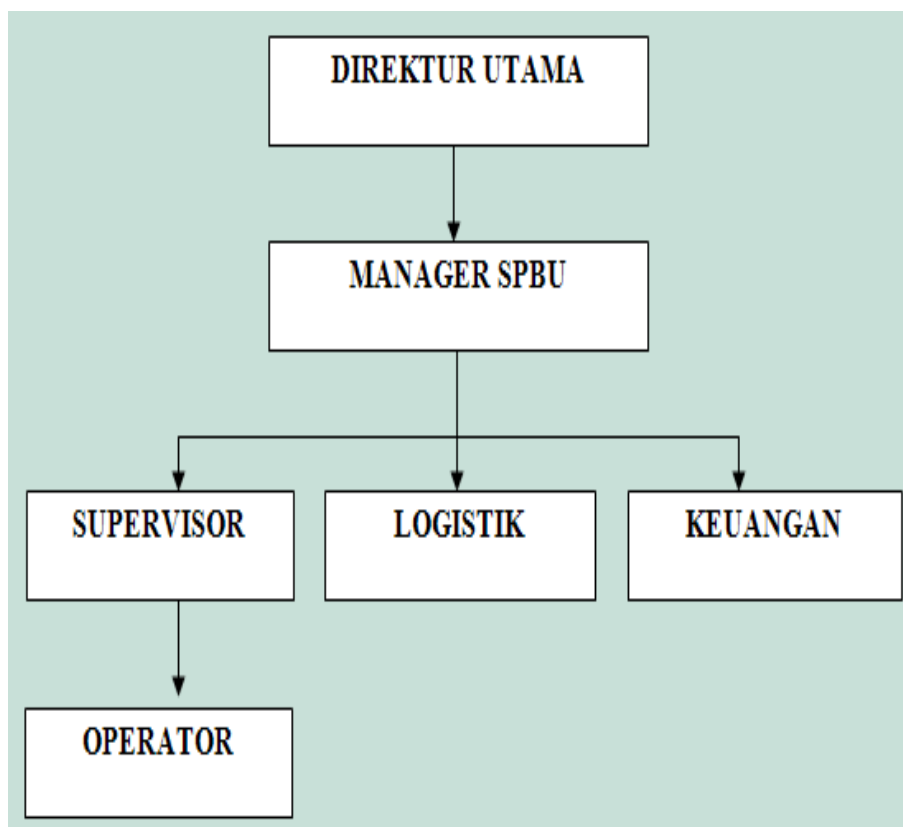 DIREKTUR UTAMA
MANAGER SPBU
SUPERVISOR
LOGISTIK
KEUANGAN
OPERATOR